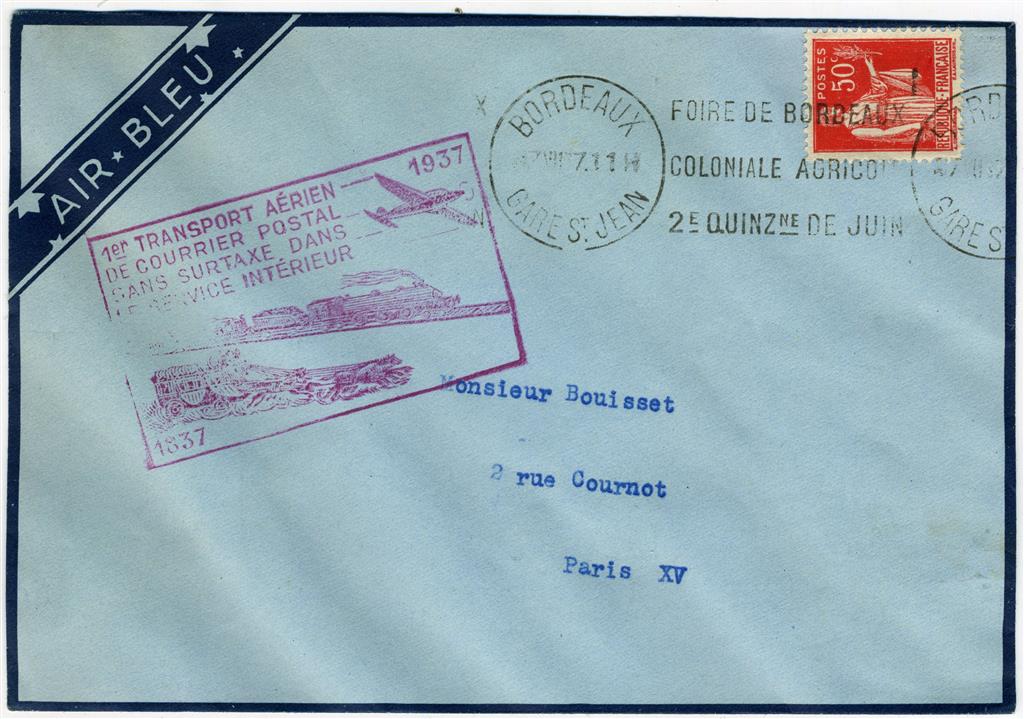 AIR ★ BLEU
1er TRANSPORT AÉRIEN
DE COURRIER POSTAL
SANS SURTAXE DANS
LE SERVICE INTÉRIEUR
1937
1837
BORDEAUX
GARE ST JEAN
FOIRE DE BORDEAUX
COLONIALE AGRICOL
2E QUINZNE DE JUIN
POSTES
50c
REPUBLIQUE-FRANÇAISE
GARE S
Monsieur Bouisset
2 rue Cournot
Paris XV